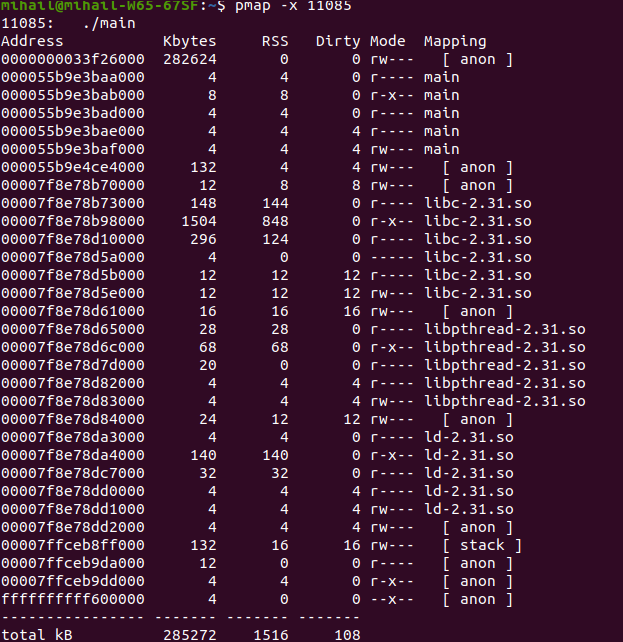 mihail@mihail-W65-67SF:~$ pmap -x 11085
11085:   ./main
Address           Kbytes     RSS   Dirty Mode  Mapping
0000000033f26000  282624       0       0 rw---   [ anon ]
000055b9e3baa000       4       4       0 r---- main
000055b9e3bab000       8       8       0 r-x-- main
000055b9e3bad000       4       4       0 r---- main
000055b9e3bae000       4       4       4 r---- main
000055b9e3baf000       4       4       4 rw--- main
000055b9e4ce4000     132       4       4 rw---   [ anon ]
00007f8e78b70000      12       8       8 rw---   [ anon ]
00007f8e78b73000     148     144       0 r---- libc-2.31.so
00007f8e78b98000    1504     848       0 r-x-- libc-2.31.so
00007f8e78d10000     296     124       0 r---- libc-2.31.so
00007f8e78d5a000       4       0       0 ----- libc-2.31.so
00007f8e78d5b000      12      12      12 r---- libc-2.31.so
00007f8e78d5e000      12      12      12 rw--- libc-2.31.so
00007f8e78d61000      16      16      16 rw---   [ anon ]
00007f8e78d65000      28      28       0 r---- libpthread-2.31.so
00007f8e78d6c000      68      68       0 r-x-- libpthread-2.31.so
00007f8e78d7d000      20       0       0 r---- libpthread-2.31.so
00007f8e78d82000       4       4       4 r---- libpthread-2.31.so
00007f8e78d83000       4       4       4 rw--- libpthread-2.31.so
00007f8e78d84000      24      12      12 rw---   [ anon ]
00007f8e78da3000       4       4       0 r---- ld-2.31.so
00007f8e78da4000     140     140       0 r-x-- ld-2.31.so
00007f8e78dc7000      32      32       0 r---- ld-2.31.so
00007f8e78dd0000       4       4       4 r---- ld-2.31.so
00007f8e78dd1000       4       4       4 rw--- ld-2.31.so
00007f8e78dd2000       4       4       4 rw---   [ anon ]
00007ffceb8ff000     132      16      16 rw---   [ stack ]
00007ffceb9da000      12       0       0 r----   [ anon ]
00007ffceb9dd000       4       4       0 r-x--   [ anon ]
ffffffffff600000       4       0       0 --x--   [ anon ]
---------------- ------- ------- -------
total kB          285272    1516     108